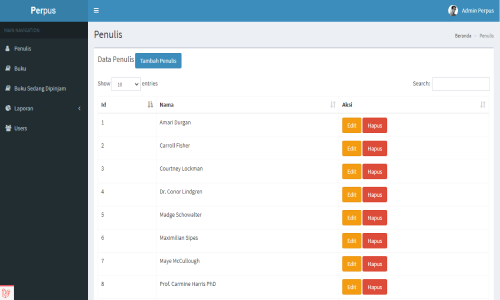 Perpus
Admin Perpus
MAIN NAVIGATION
Penulis
Buku
Buku Sedang Dipinjam
Laporan
Users
Penulis
Beranda > Penulis
Data Penulis Tambah Penulis
Show 10 entries
Search:
Id Nama Aksi
1 Amari Durgan Edit Hapus
2 Carroll Fisher Edit Hapus
3 Courtney Lockman Edit Hapus
4 Dr. Conor Lindgren Edit Hapus
5 Madge Schowalter Edit Hapus
6 Maximilian Sipes Edit Hapus
7 Maye McCullough Edit Hapus
8 Prof. Carmine Harris PhD Edit Hapus